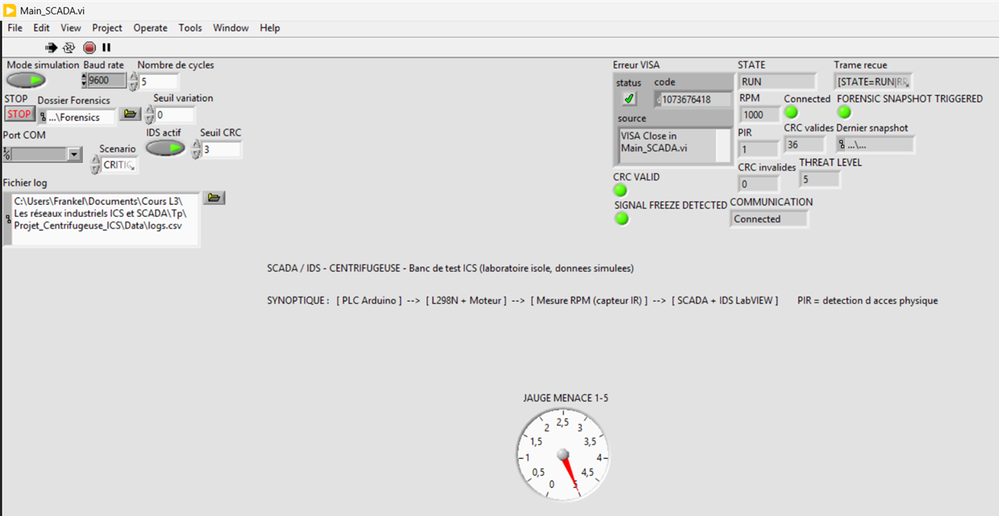 Main_SCADA.vi
File Edit View Project Operate Tools Window Help
Mode simulation Baud rate Nombre de cycles
9600 5
STOP Dossier Forensics Seuil variation
STOP ...\Forensics 0
Port COM IDS actif Seuil CRC
Scenario 3
CRITIC
Fichier log
C:\Users\Frankel\Documents\Cours L3\
Les réseaux industriels ICS et SCADA\Tp\
Projet_Centrifugeuse_ICS\Data\logs.csv
Erreur VISA STATE Trame recue
status code RUN [STATE=RUN|RP
1073676418 RPM Connected FORENSIC SNAPSHOT TRIGGERED
source 1000
VISA Close in
Main_SCADA.vi
PIR CRC valides Dernier snapshot
1 36 ...\...
CRC VALID CRC invalides THREAT LEVEL
0 5
SIGNAL FREEZE DETECTED COMMUNICATION
Connected
SCADA / IDS - CENTRIFUGEUSE - Banc de test ICS (laboratoire isole, donnees simulees)
SYNOPTIQUE : [ PLC Arduino ] --> [ L298N + Moteur ] --> [ Mesure RPM (capteur IR) ] --> [ SCADA + IDS LabVIEW ] PIR = detection d acces physique
JAUGE MENACE 1-5
0 0,5 1 1,5 2 2,5 3 3,5 4 4,5 5